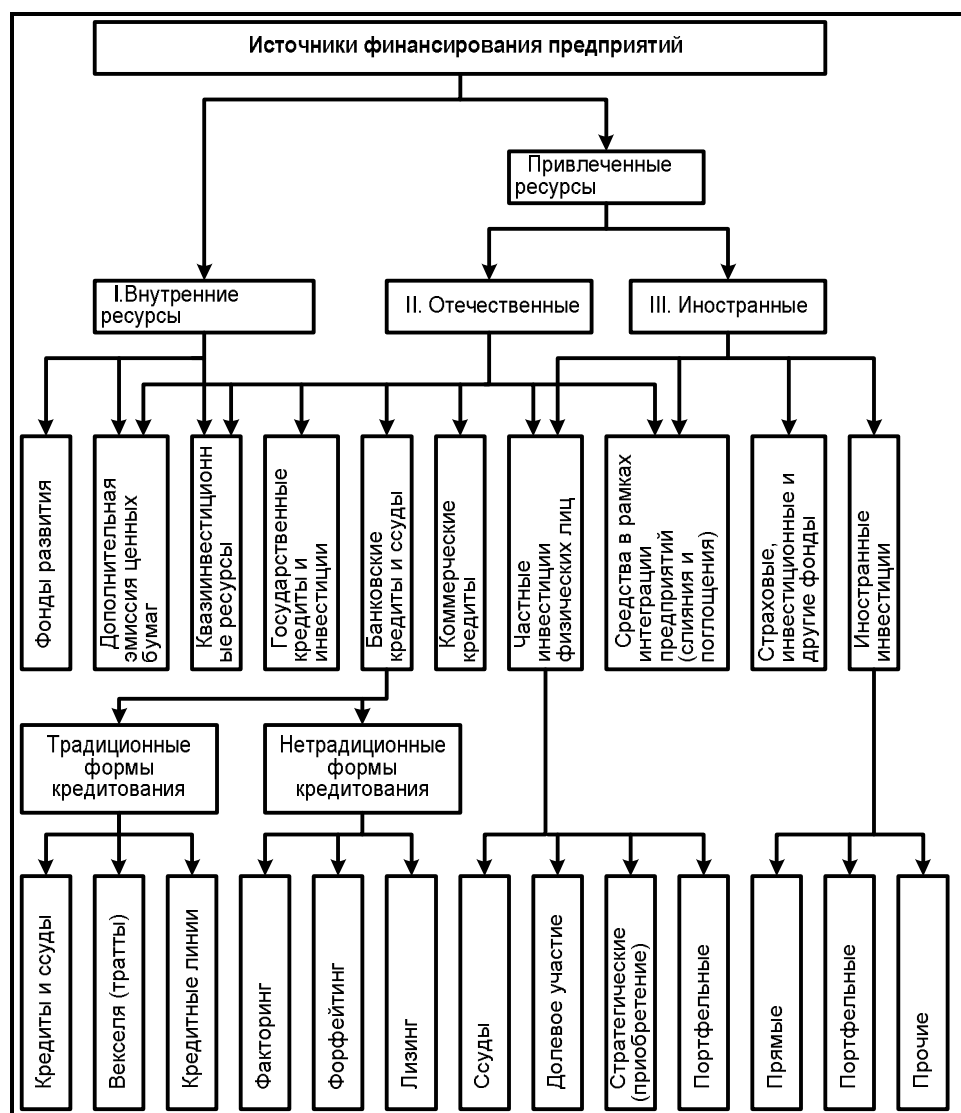 Источники финансирования предприятий
Привлеченные
ресурсы
I.Внутренние
ресурсы
II. Отечественные
III. Иностранные
Фонды развития
Дополнительная
эмиссия ценных
бумаг
Квазиинвестиционн
ые ресурсы
Государственные
кредиты и
инвестиции
Банковские
кредиты и ссуды
Коммерческие
кредиты
Частные
инвестиции
физических лиц
Средства в рамках
интеграции
предприятий
(слияния и
поглощения)
Страховые,
инвестиционные и
другие фонды
Иностранные
инвестиции
Традиционные
формы
кредитования
Нетрадиционные
формы
кредитования
Кредиты и ссуды
Векселя (тратты)
Кредитные линии
Факторинг
Форфейтинг
Лизинг
Ссуды
Долевое участие
Стратегические
(приобретение)
Портфельные
Прямые
Портфельные
Прочие